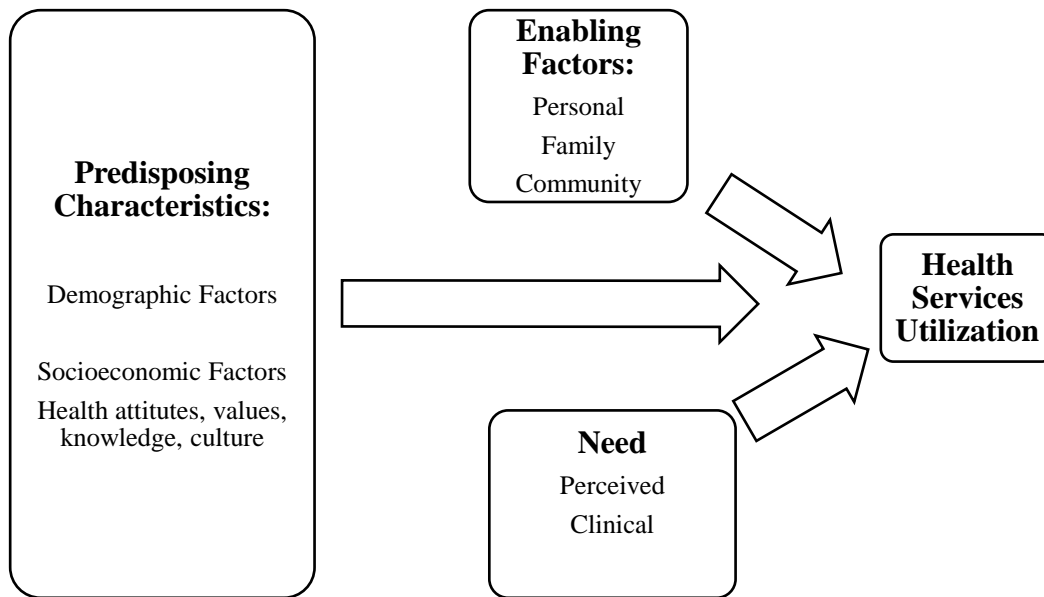 Predisposing
Characteristics:
Demographic Factors
Socioeconomic Factors
Health attitutes, values,
knowledge, culture
Enabling
Factors:
Personal
Family
Community
Need
Perceived
Clinical
Health
Services
Utilization